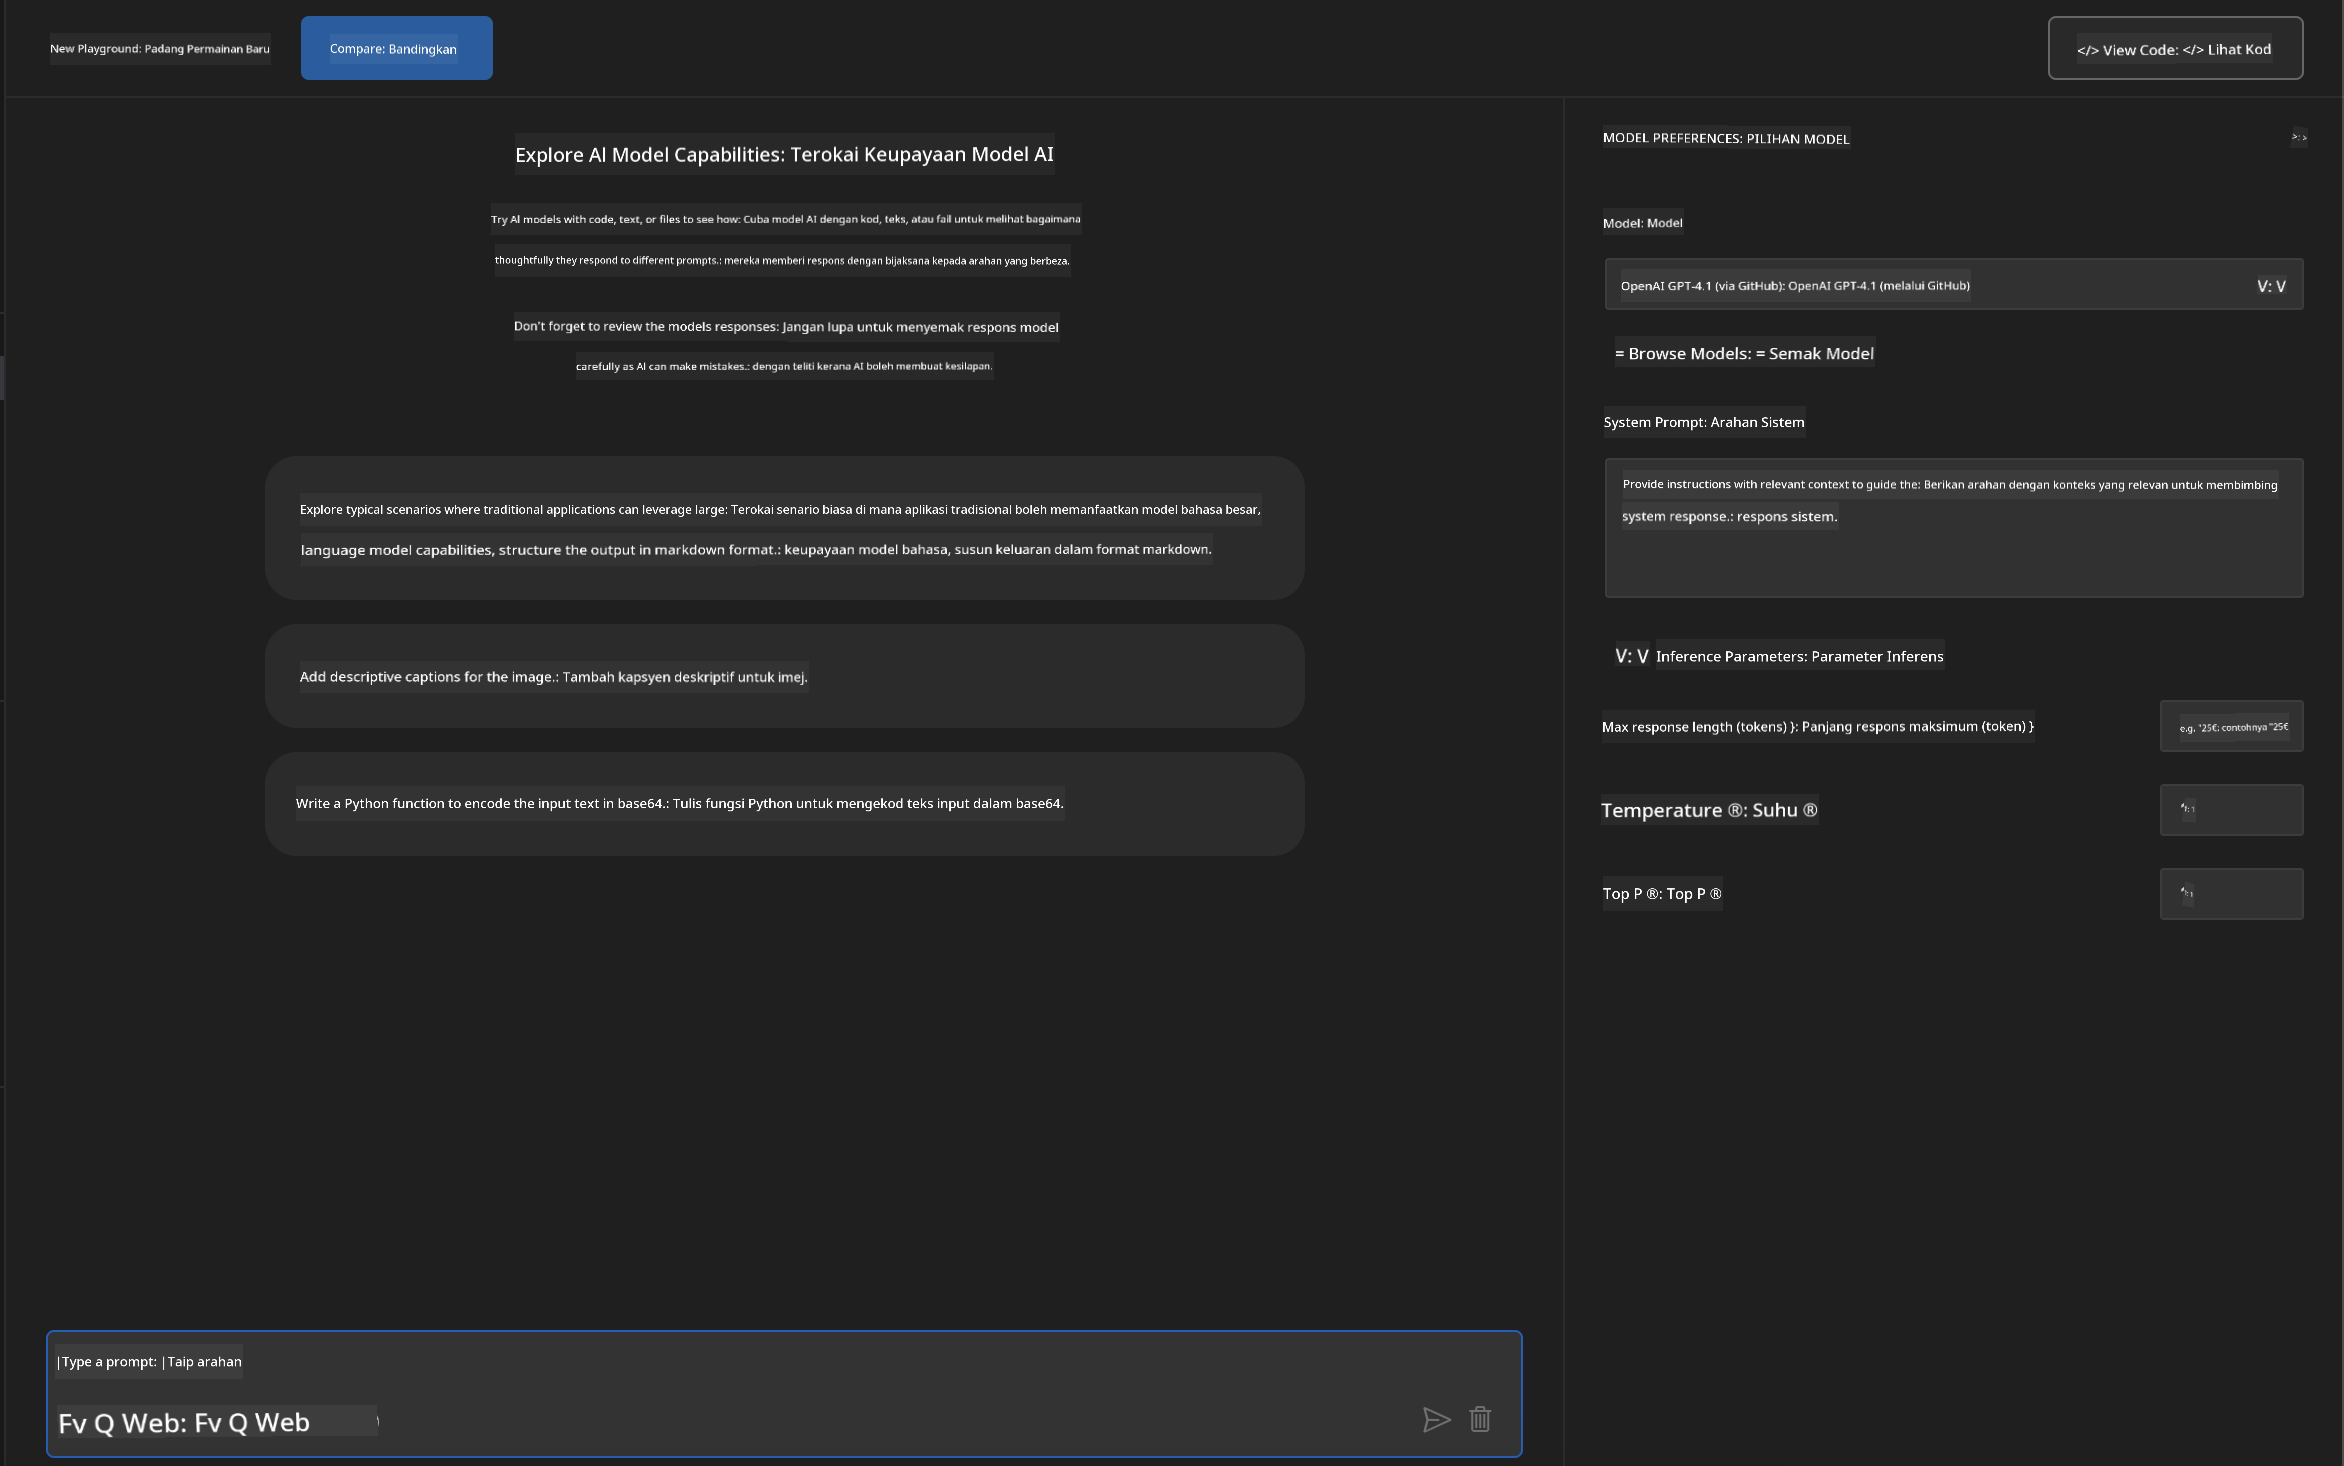 New Playground: Padang Permainan Baru
Compare: Bandingkan
</> View Code: </> Lihat Kod
Explore Al Model Capabilities: Terokai Keupayaan Model AI
Try Al models with code, text, or files to see how: Cuba model AI dengan kod, teks, atau fail untuk melihat bagaimana
thoughtfully they respond to different prompts.: mereka memberi respons dengan bijaksana kepada arahan yang berbeza.
Don't forget to review the models responses: Jangan lupa untuk menyemak respons model
carefully as Al can make mistakes.: dengan teliti kerana AI boleh membuat kesilapan.
Explore typical scenarios where traditional applications can leverage large: Terokai senario biasa di mana aplikasi tradisional boleh memanfaatkan model bahasa besar,
language model capabilities, structure the output in markdown format.: keupayaan model bahasa, susun keluaran dalam format markdown.
Add descriptive captions for the image.: Tambah kapsyen deskriptif untuk imej.
Write a Python function to encode the input text in base64.: Tulis fungsi Python untuk mengekod teks input dalam base64.
|Type a prompt: |Taip arahan
Fv Q Web: Fv Q Web
MODEL PREFERENCES: PILIHAN MODEL
>: >
Model: Model
OpenAI GPT-4.1 (via GitHub): OpenAI GPT-4.1 (melalui GitHub)
V: V
= Browse Models: = Semak Model
System Prompt: Arahan Sistem
Provide instructions with relevant context to guide the: Berikan arahan dengan konteks yang relevan untuk membimbing
system response.: respons sistem.
V: V Inference Parameters: Parameter Inferens
Max response length (tokens) }: Panjang respons maksimum (token) }
e.g. "25€: contohnya "25€
Temperature ®: Suhu ®
Top P ®: Top P ®